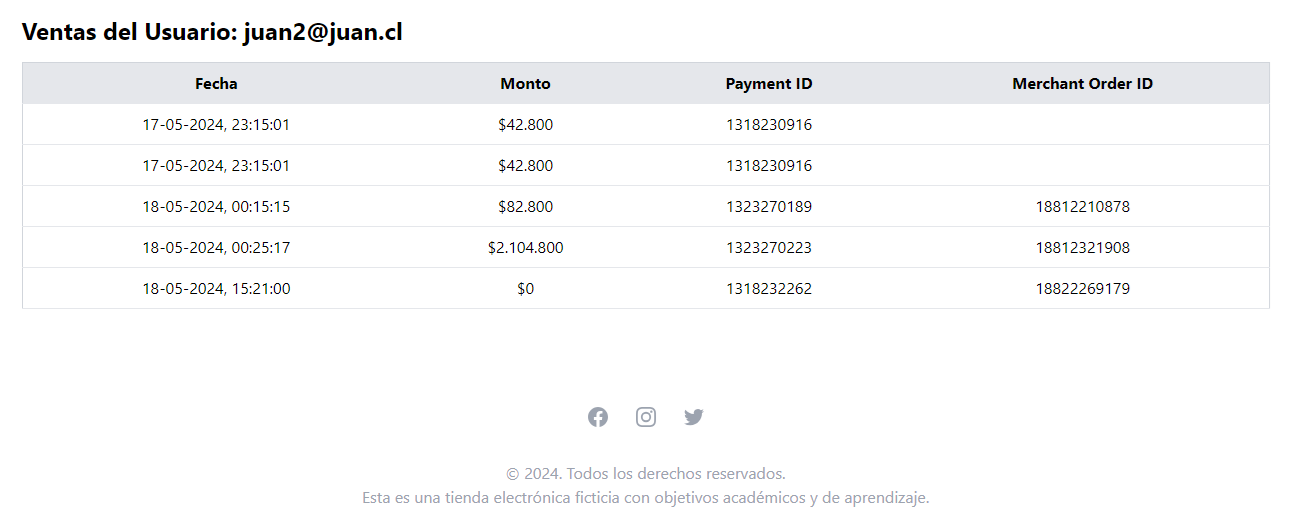 Ventas del Usuario: juan2@juan.cl
Fecha Monto Payment ID Merchant Order ID
17-05-2024, 23:15:01 $42.800 1318230916
17-05-2024, 23:15:01 $42.800 1318230916
18-05-2024, 00:15:15 $82.800 1323270189 18812210878
18-05-2024, 00:25:17 $2.104.800 1323270223 18812321908
18-05-2024, 15:21:00 $0 1318232262 18822269179
© 2024. Todos los derechos reservados.
Esta es una tienda electrónica ficticia con objetivos académicos y de aprendizaje.